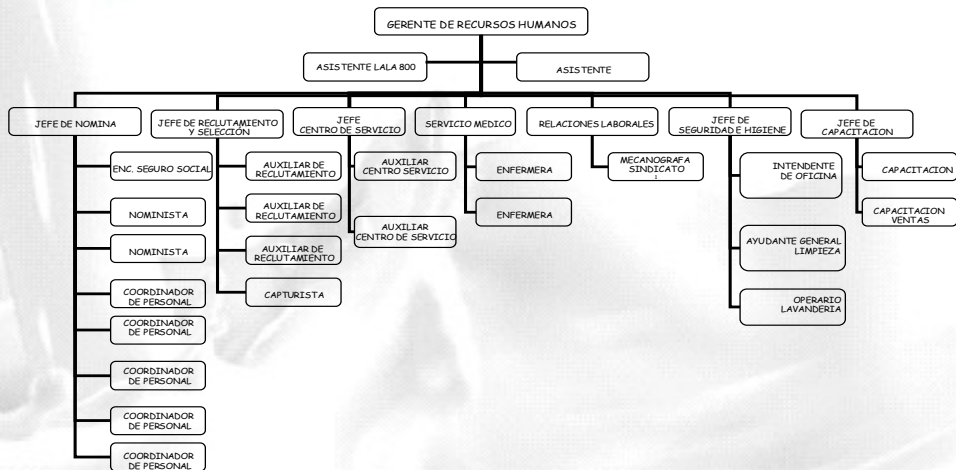 GERENTE DE RECURSOS HUMANOS
ASISTENTE LALA 800
ASISTENTE
JEFE DE NOMINA
JEFE DE RECLUTAMIENTO
Y SELECCIÓN
JEFE
CENTRO DE SERVICIO
SERVICIO MEDICO
RELACIONES LABORALES
JEFE DE
SEGURIDAD E HIGIENE
JEFE DE
CAPACITACION
ENC. SEGURO SOCIAL
NOMINISTA
NOMINISTA
COORDINADOR
DE PERSONAL
COORDINADOR
DE PERSONAL
COORDINADOR
DE PERSONAL
COORDINADOR
DE PERSONAL
COORDINADOR
DE PERSONAL
AUXILIAR DE
RECLUTAMIENTO
AUXILIAR DE
RECLUTAMIENTO
AUXILIAR DE
RECLUTAMIENTO
CAPTURISTA
AUXILIAR
CENTRO SERVICIO
AUXILIAR
CENTRO DE SERVICIO
ENFERMERA
ENFERMERA
MECANOGRAFA
SINDICATO
INTENDENTE
DE OFICINA
AYUDANTE GENERAL
LIMPIEZA
OPERARIO
LAVANDERIA
CAPACITACION
CAPACITACION
VENTAS